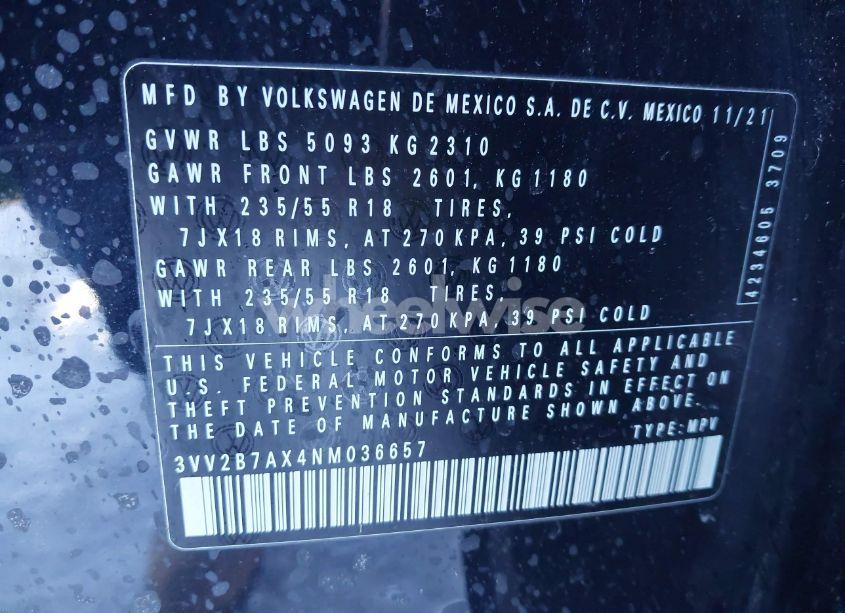 MFD BY VOLKSWAGEN DE MEXICO S.A. DE C.V. MEXICO 11/21
GVWR LBS 5093 KG 2310
GAWR FRONT LBS 2601, KG 1180
WITH 235/55 R18 TIRES,
7JX18 RIMS, AT 270 KPA, 39 PSI COLD
GAWR REAR LBS 2601, KG 1180
WITH 235/55 R18 TIRES,
7JX18 RIMS, AT 270 KPA, 39 PSI COLD
4234605 3709
wheelwise
THIS VEHICLE CONFORMS TO ALL APPLICABLE
U.S. FEDERAL MOTOR VEHICLE SAFETY AND
THEFT PREVENTION STANDARDS IN EFFECT ON
THE DATE OF MANUFACTURE SHOWN ABOVE.
TYPE: MPV
3VV2B7AX4NM036657